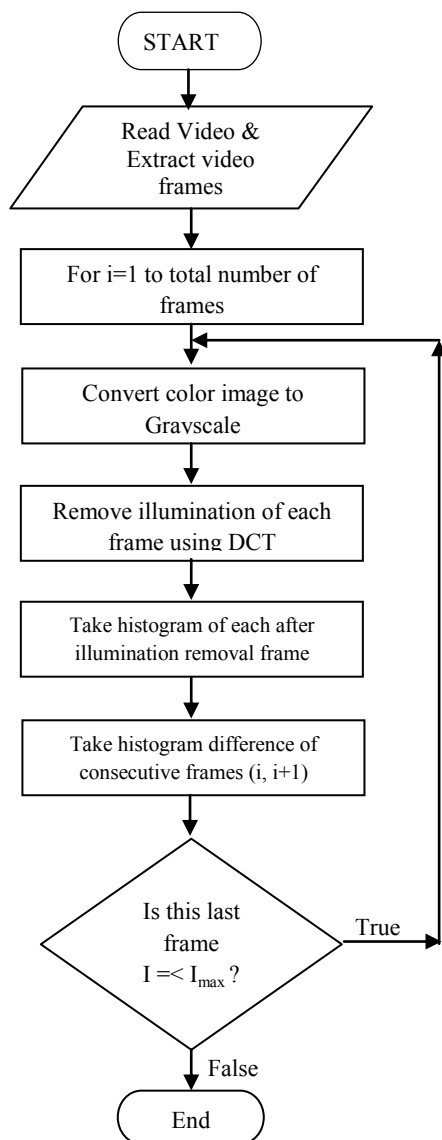 START
Read Video &
Extract video
frames
For i=1 to total number of
frames
Convert color image to
Grayscale
Remove illumination of each
frame using DCT
Take histogram of each after
illumination removal frame
Take histogram difference of
consecutive frames (i, i+1)
Is this last
frame
I =< Imax ?
True
False
End